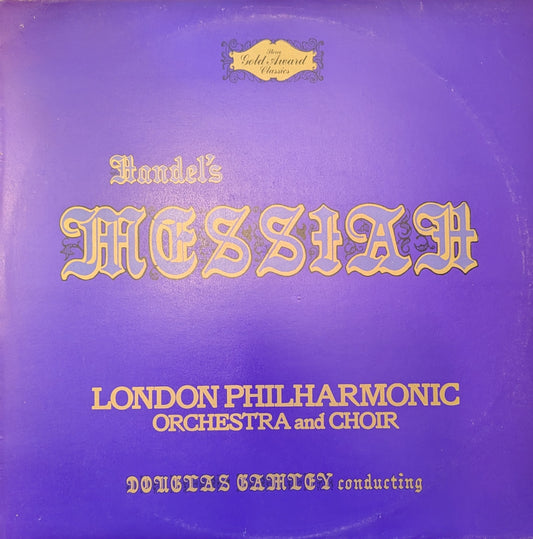 Gold Award
Classics
Handel's
MESSIAH
LONDON PHILHARMONIC
ORCHESTRA and CHOIR
DOUGLAS GAMLEY conducting